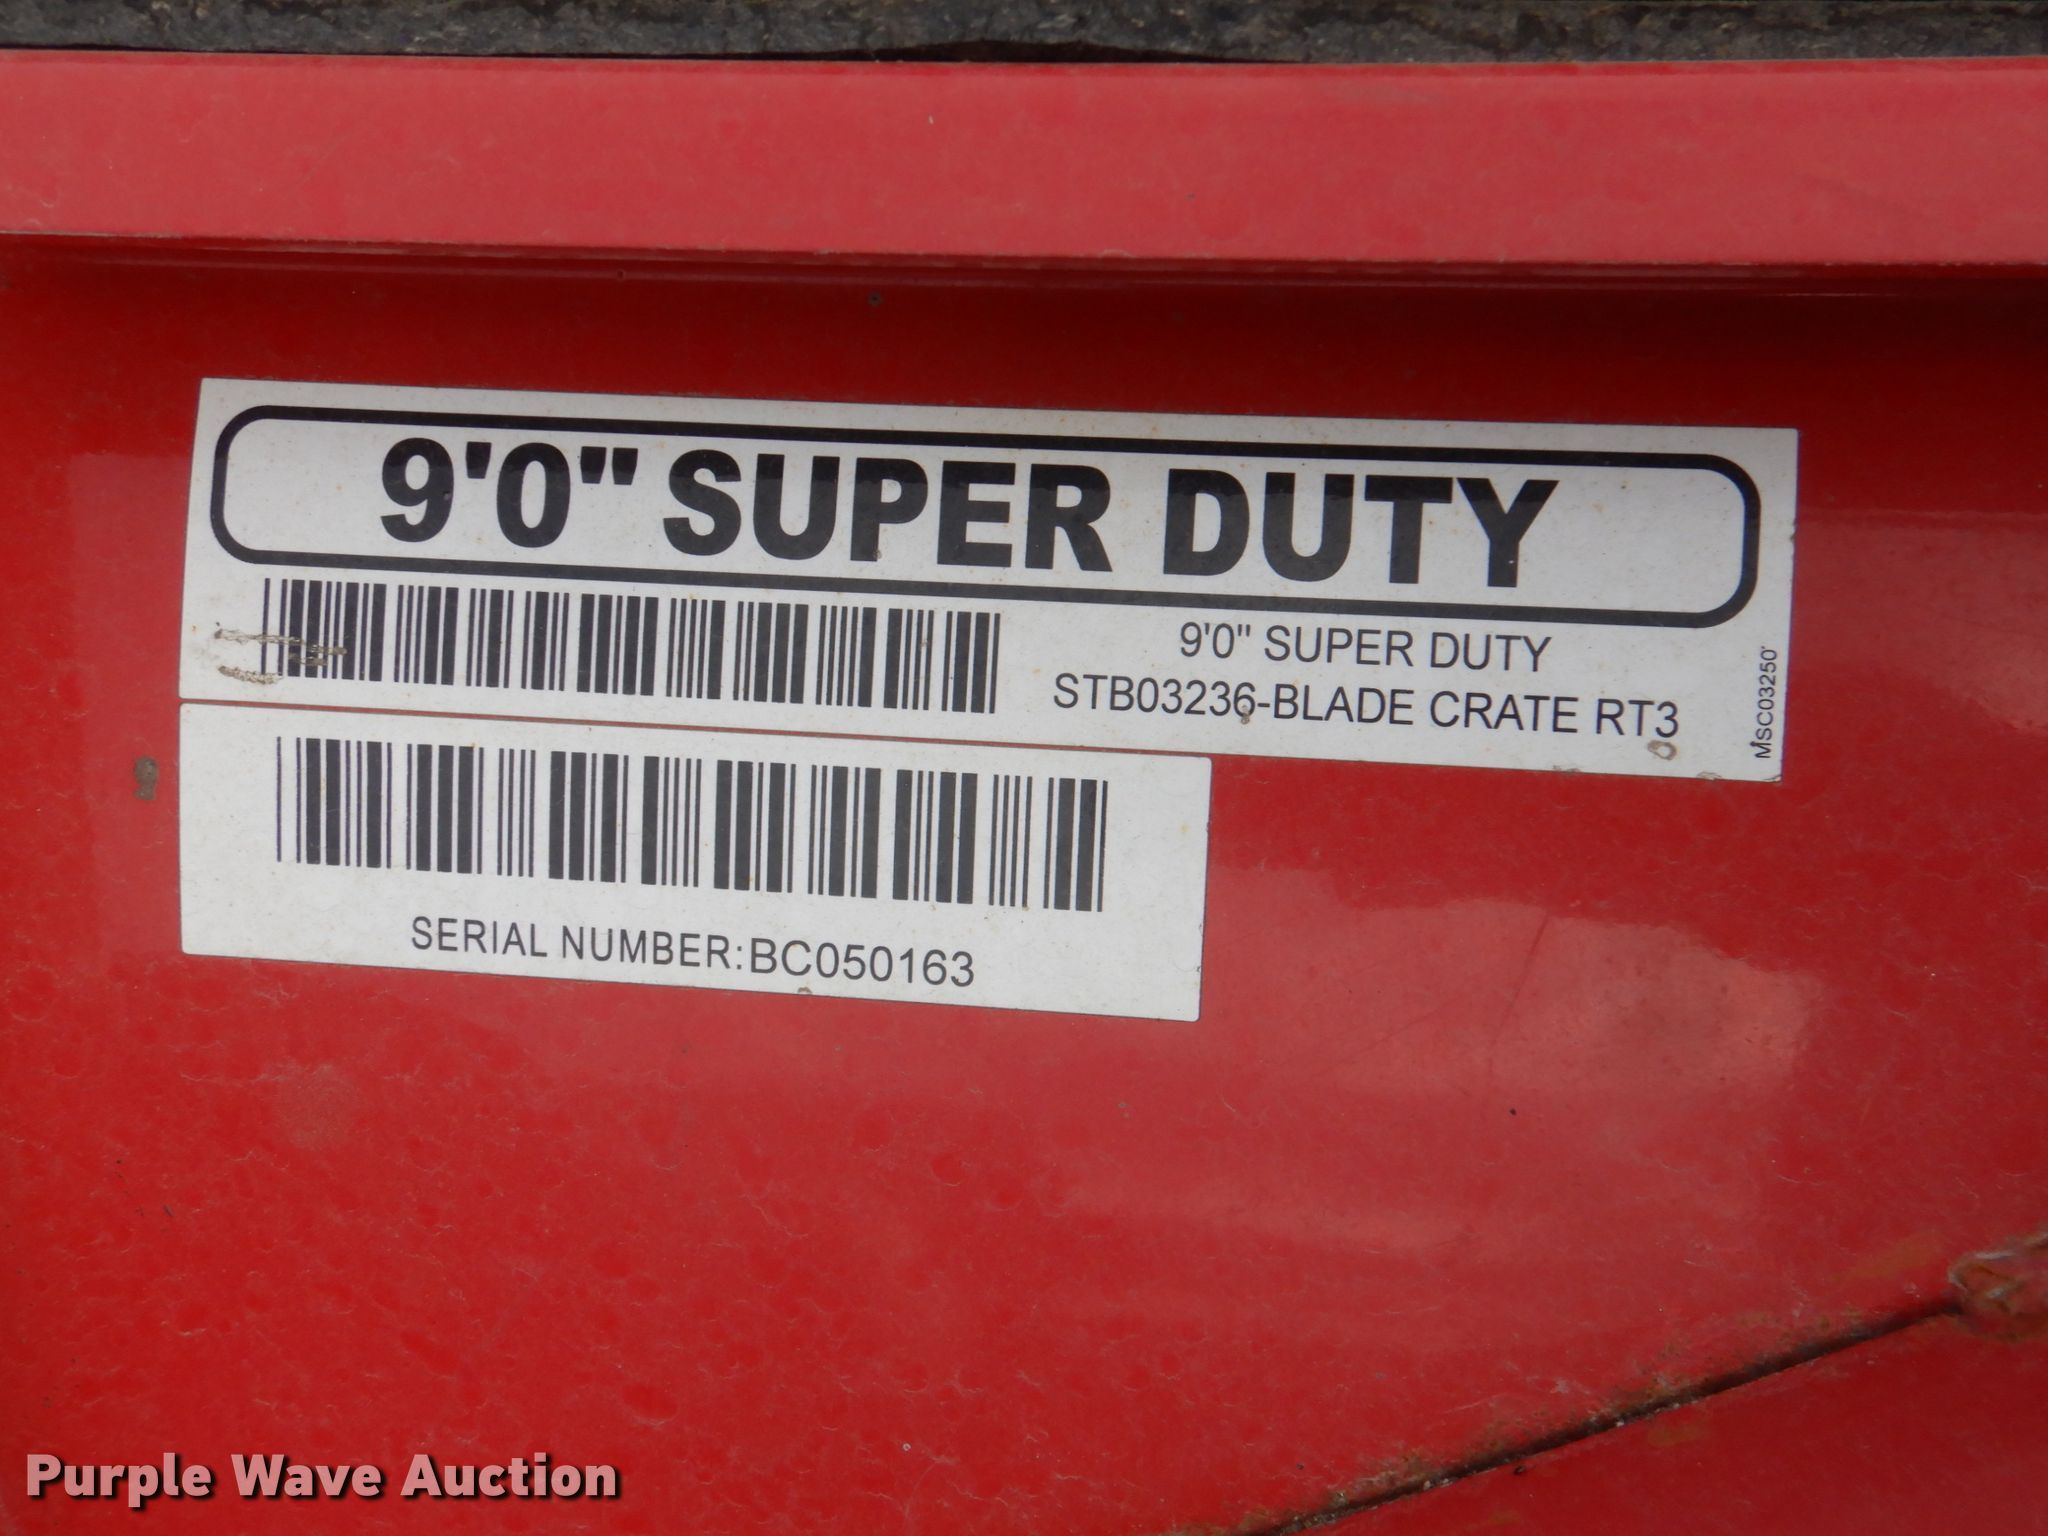 9'0" SUPER DUTY
9'0" SUPER DUTY
STB03236-BLADE CRATE RT3
MSC03250
SERIAL NUMBER:BC050163
Purple Wave Auction